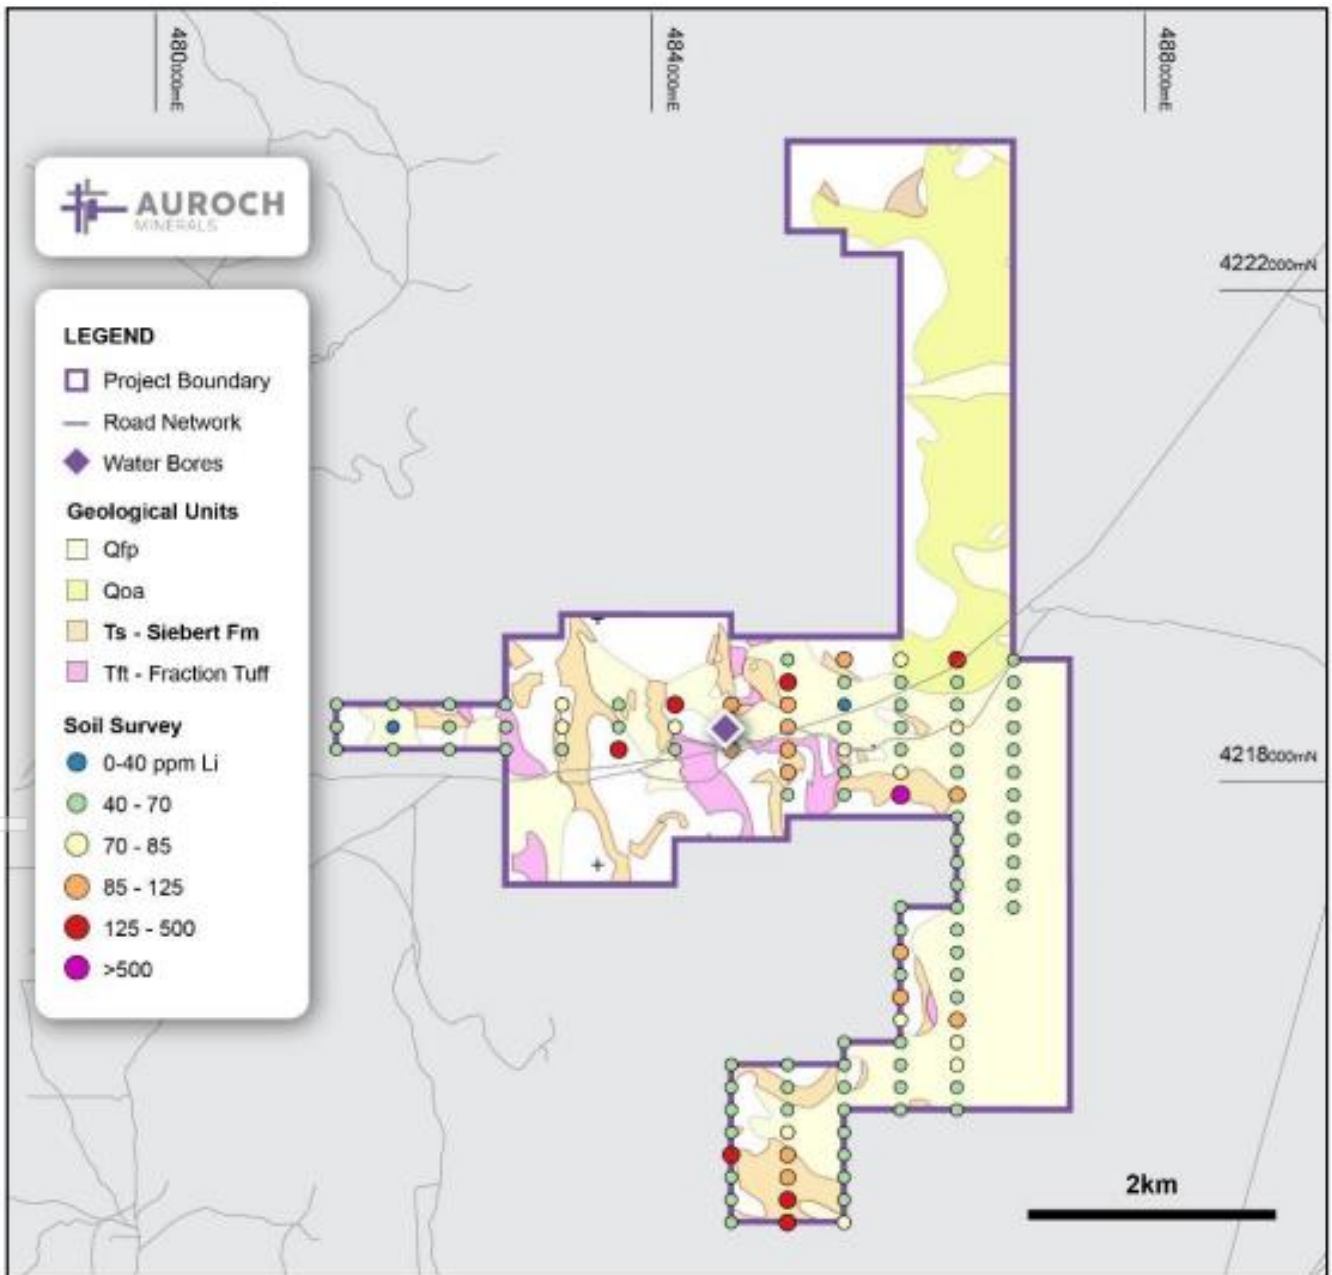 480000mE
484000mE
488000mE
AUROCH
MINERALS
4222000mN
LEGEND
Project Boundary
Road Network
Water Bores
Geological Units
Qfp
Qoa
Ts - Siebert Fm
Tft - Fraction Tuff
Soil Survey
0-40 ppm Li
40 - 70
70 - 85
85 - 125
125 - 500
>500
4218000mN
2km